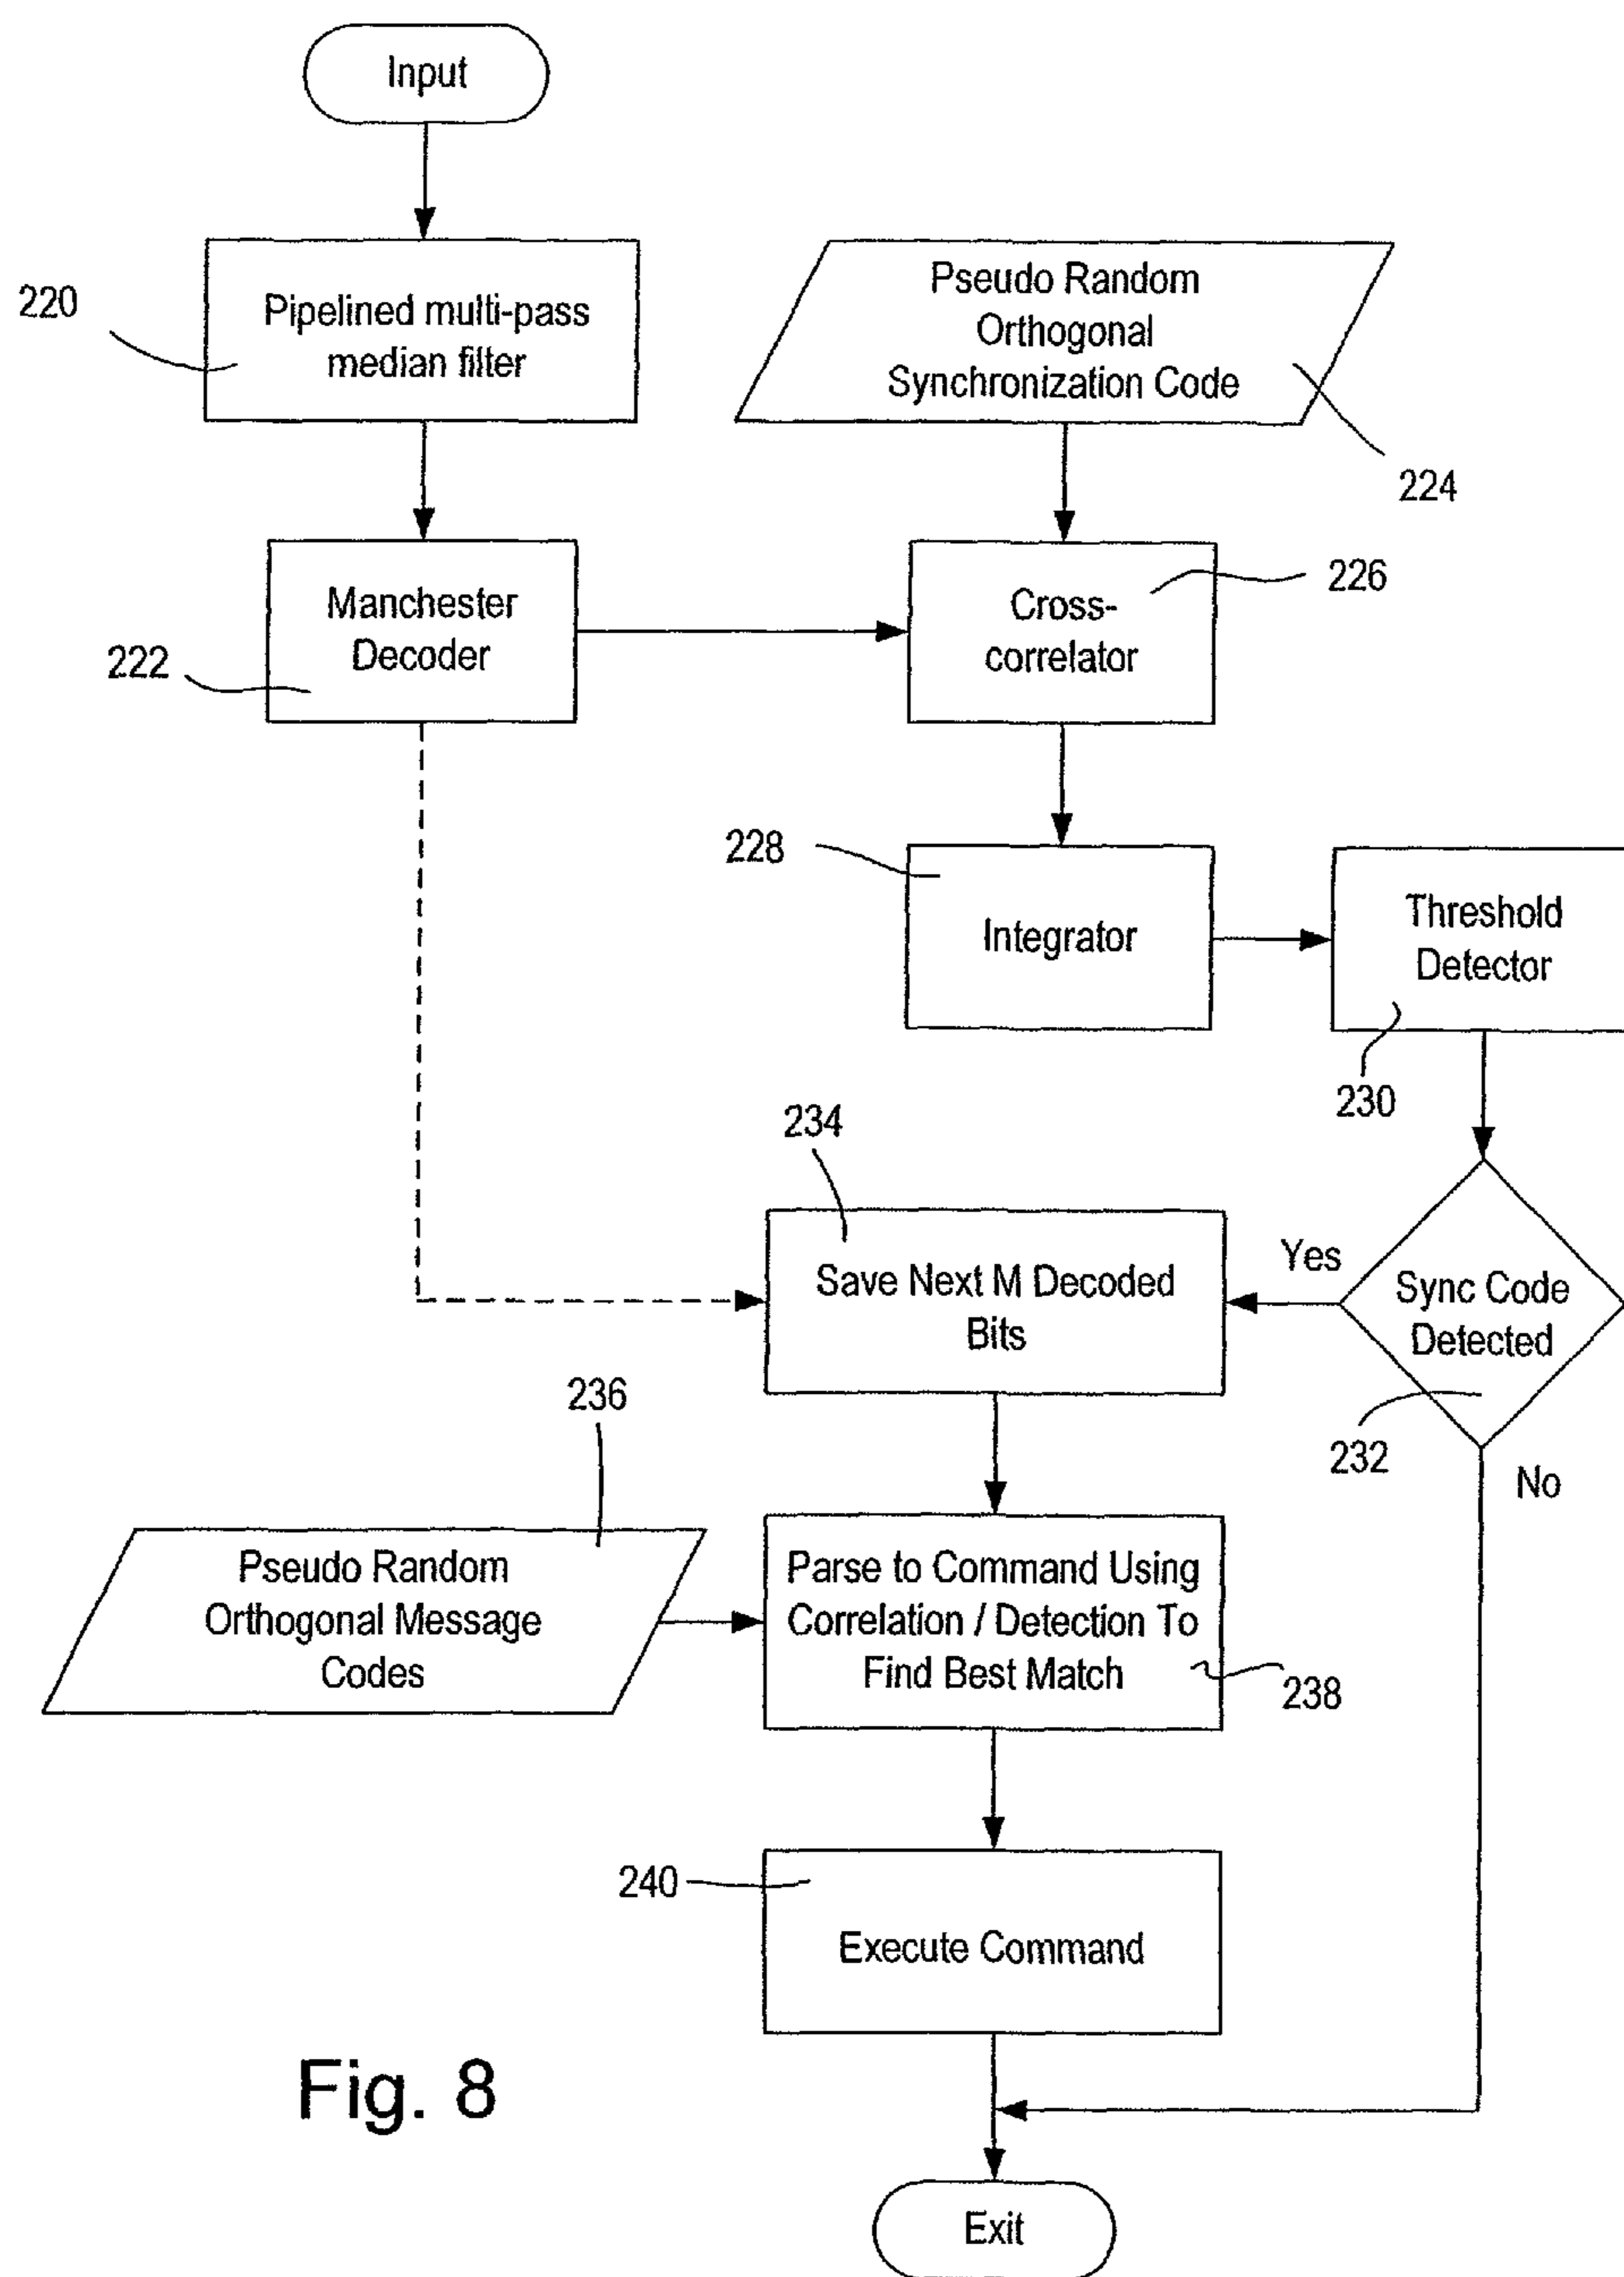 Input
220
Pipelined multi-pass
median filter
Pseudo Random
Orthogonal
Synchronization Code
224
Manchester
Decoder
222
Cross-
correlator
226
228
Integrator
Threshold
Detector
230
234
Save Next M Decoded
Bits
Yes
Sync Code
Detected
232
No
236
Pseudo Random
Orthogonal Message
Codes
Parse to Command Using
Correlation / Detection To
Find Best Match
238
240
Execute Command
Fig. 8
Exit